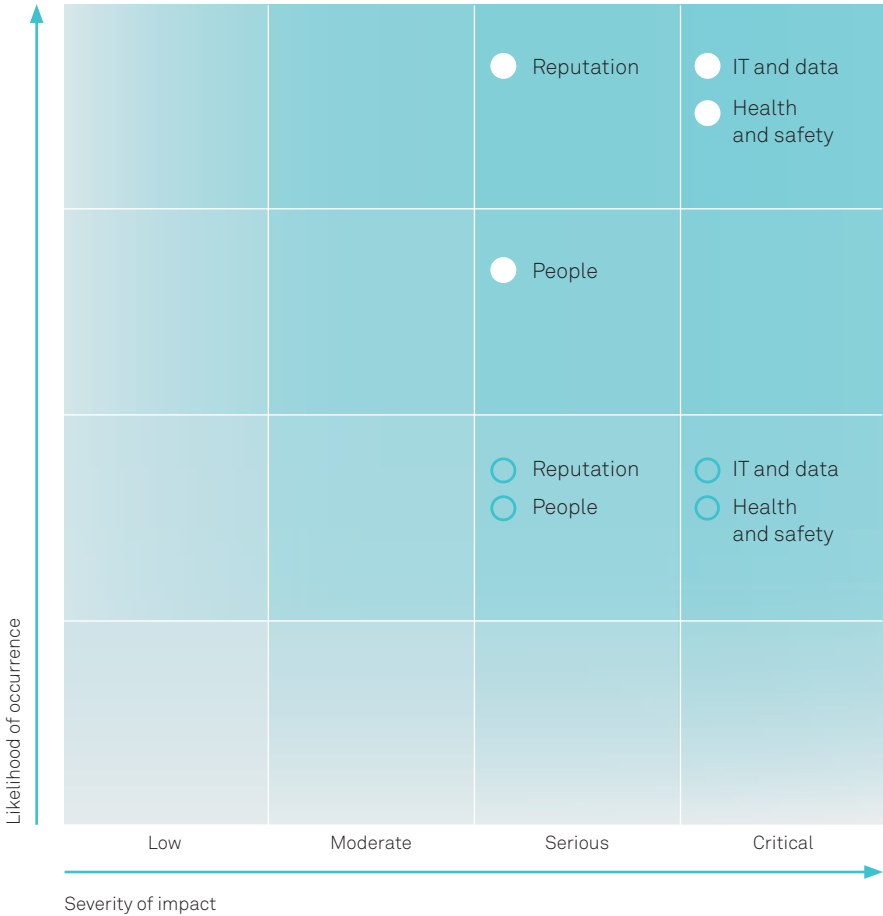 Reputation
IT and data
Health
and safety
People
Reputation
IT and data
People
Health
and safety
Likelihood of occurrence
Low
Moderate
Serious
Critical
Severity of impact